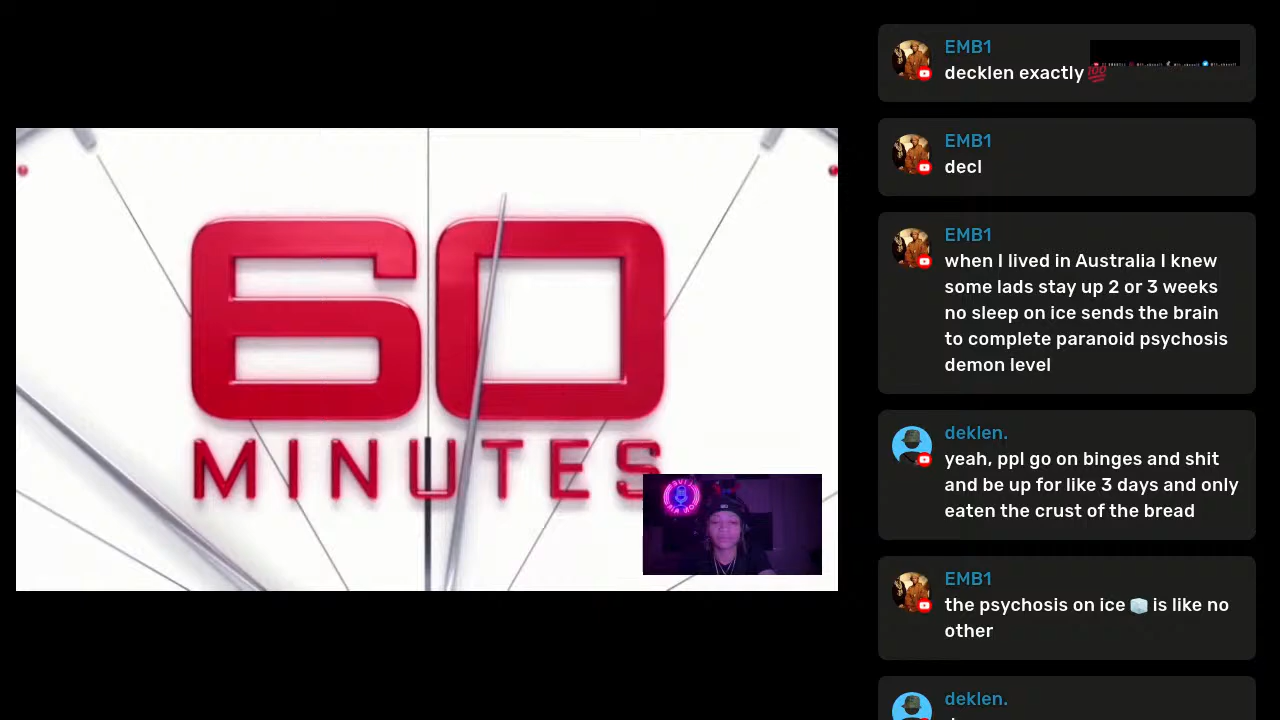 60
MINUTES
EMB1
decklen exactly 💯
EMB1
decl
EMB1
when I lived in Australia I knew
some lads stay up 2 or 3 weeks
no sleep on ice sends the brain
to complete paranoid psychosis
demon level
deklen.
yeah, ppl go on binges and shit
and be up for like 3 days and only
eaten the crust of the bread
EMB1
the psychosis on ice 🧊 is like no
other
deklen.